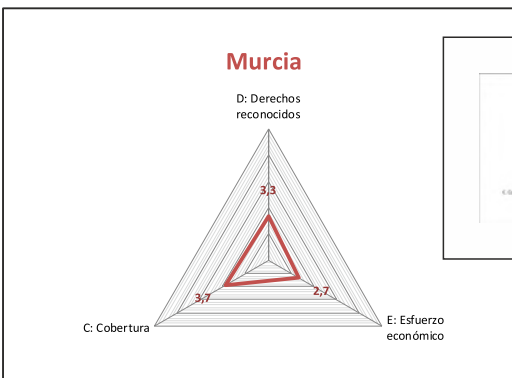 Murcia
D: Derechos
reconocidos
3,3
3,7
2,7
C: Cobertura
E: Esfuerzo
económico